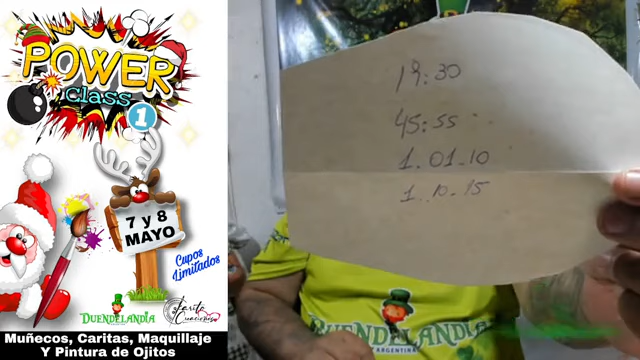 POWER
class
1
7 y 8
MAYO
Cupos
Limitados
DUENDELANDIA
Muñecos, Caritas, Maquillaje
Y Pintura de Ojitos
19:30
45:55
1.01.10
1.10.15
DUENDELANDIA
ARGENTINA